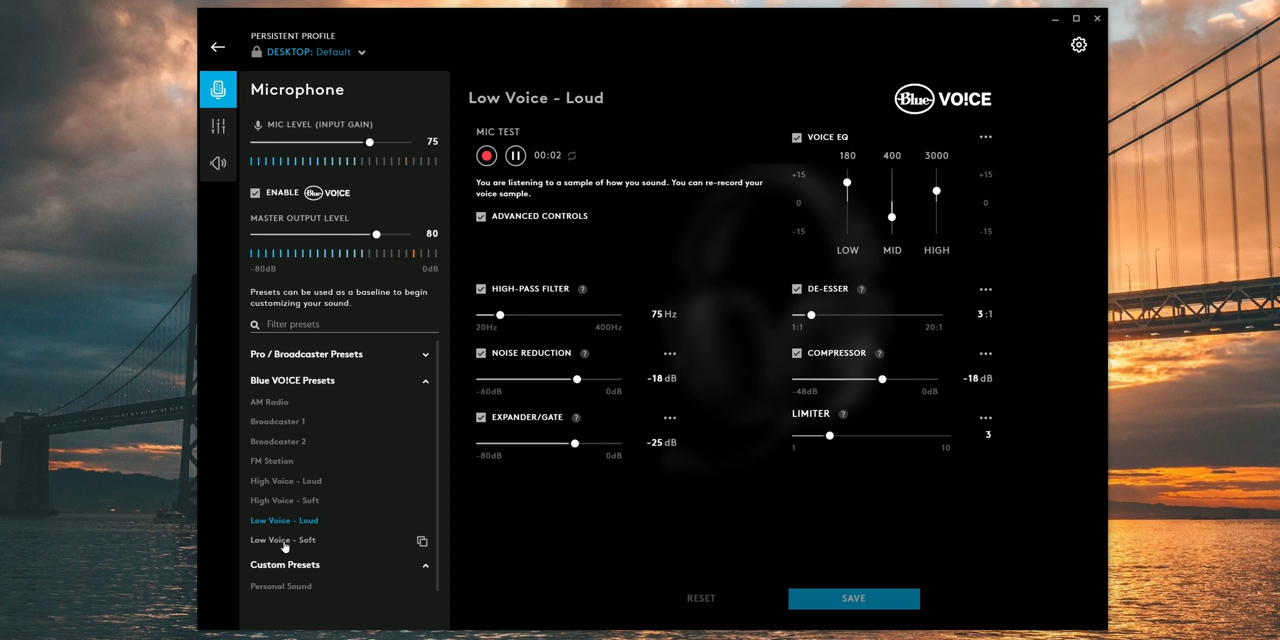 PERSISTENT PROFILE
DESKTOP: Default
Microphone
MIC LEVEL (INPUT GAIN)
75
ENABLE Blue VO!CE
MASTER OUTPUT LEVEL
80
-80dB 0dB
Presets can be used as a baseline to begin
customizing your sound.
Filter presets
Pro / Broadcaster Presets
Blue VO!CE Presets
AM Radio
Broadcaster 1
Broadcaster 2
FM Station
High Voice - Loud
High Voice - Soft
Low Voice - Loud
Low Voice - Soft
Custom Presets
Personal Sound
Low Voice - Loud
Blue VO!CE
MIC TEST
00:02
You are listening to a sample of how you sound. You can re-record your
voice sample.
ADVANCED CONTROLS
VOICE EQ
180 400 3000
+15 +15
0 0
-15 -15
LOW MID HIGH
HIGH-PASS FILTER ?
75 Hz
20Hz 400Hz
NOISE REDUCTION ?
-18 dB
-60dB 0dB
EXPANDER/GATE ?
-25 dB
-80dB 0dB
DE-ESSER ?
3 :1
1:1 20:1
COMPRESSOR ?
-18 dB
-48dB 0dB
LIMITER ?
3
1 10
RESET
SAVE